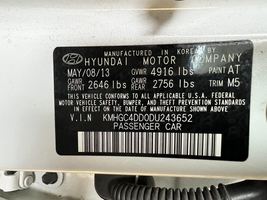 MANUFACTURED IN KOREA BY
HYUNDAI MOTOR COMPANY
MAY/08/13 GVWR 4916 lbs PAINT AT
GAWR FRONT 2646 lbs GAWR REAR 2756 lbs TRIM M5
THIS VEHICLE CONFORMS TO ALL APPLICABLE
U.S. FEDERAL MOTOR VEHICLE SAFETY,
BUMPER, AND THEFT PREVENTION STANDARDS
IN EFFECT ON THE DATE OF
MANUFACTURE SHOWN ABOVE.
V.I.N KMHGC4DD0DU243652
PASSENGER CAR